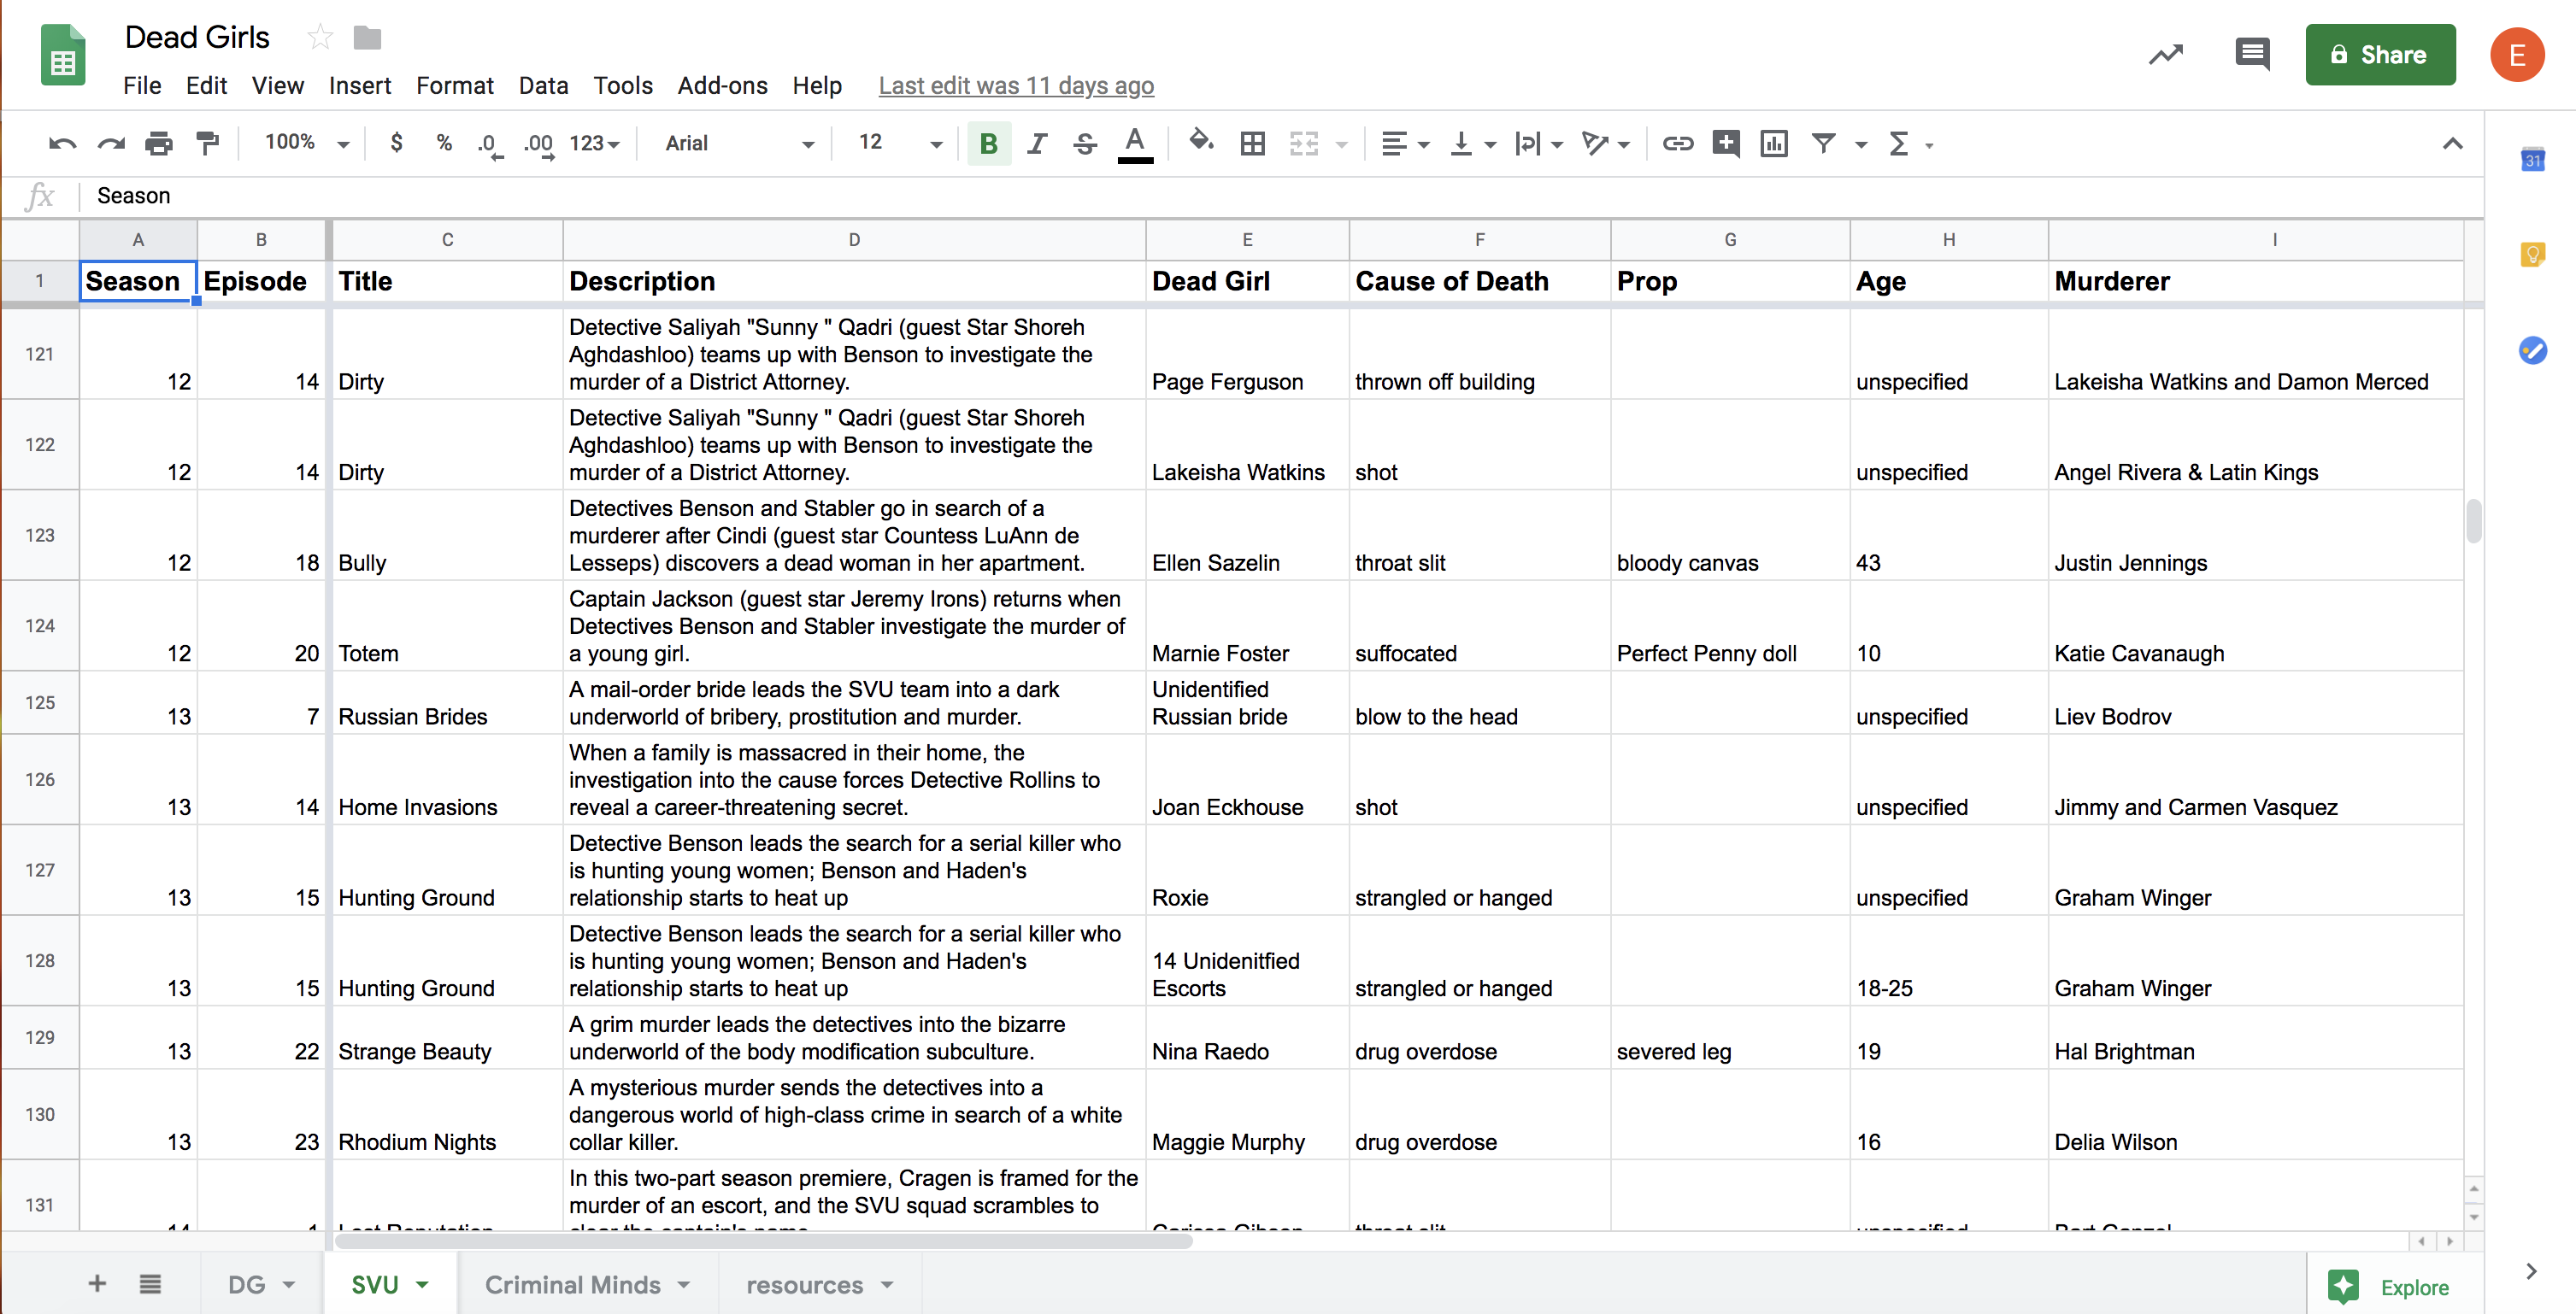 Dead Girls
File Edit View Insert Format Data Tools Add-ons Help Last edit was 11 days ago
Share
E
100% $ % .0 .00 123 Arial 12 B I S A
31
fx Season
A B C D E F G H I
1 Season Episode Title Description Dead Girl Cause of Death Prop Age Murderer
Detective Saliyah "Sunny " Qadri (guest Star Shoreh
Aghdashloo) teams up with Benson to investigate the
121 12 14 Dirty murder of a District Attorney. Page Ferguson thrown off building unspecified Lakeisha Watkins and Damon Merced
Detective Saliyah "Sunny " Qadri (guest Star Shoreh
Aghdashloo) teams up with Benson to investigate the
122 12 14 Dirty murder of a District Attorney. Lakeisha Watkins shot unspecified Angel Rivera & Latin Kings
Detectives Benson and Stabler go in search of a
murderer after Cindi (guest star Countess LuAnn de
123 12 18 Bully Lesseps) discovers a dead woman in her apartment. Ellen Sazelin throat slit bloody canvas 43 Justin Jennings
Captain Jackson (guest star Jeremy Irons) returns when
Detectives Benson and Stabler investigate the murder of
124 12 20 Totem a young girl. Marnie Foster suffocated Perfect Penny doll 10 Katie Cavanaugh
A mail-order bride leads the SVU team into a dark Unidentified
125 13 7 Russian Brides underworld of bribery, prostitution and murder. Russian bride blow to the head unspecified Liev Bodrov
When a family is massacred in their home, the
investigation into the cause forces Detective Rollins to
126 13 14 Home Invasions reveal a career-threatening secret. Joan Eckhouse shot unspecified Jimmy and Carmen Vasquez
Detective Benson leads the search for a serial killer who
is hunting young women; Benson and Haden's
127 13 15 Hunting Ground relationship starts to heat up Roxie strangled or hanged unspecified Graham Winger
Detective Benson leads the search for a serial killer who
is hunting young women; Benson and Haden's 14 Unidenitfied
128 13 15 Hunting Ground relationship starts to heat up Escorts strangled or hanged 18-25 Graham Winger
A grim murder leads the detectives into the bizarre
129 13 22 Strange Beauty underworld of the body modification subculture. Nina Raedo drug overdose severed leg 19 Hal Brightman
A mysterious murder sends the detectives into a
dangerous world of high-class crime in search of a white
130 13 23 Rhodium Nights collar killer. Maggie Murphy drug overdose 16 Delia Wilson
In this two-part season premiere, Cragen is framed for the
131 murder of an escort, and the SVU squad scrambles to
14 1 Lost Reputation clear the captain's name. throat slit unspecified
DG SVU Criminal Minds resources Explore